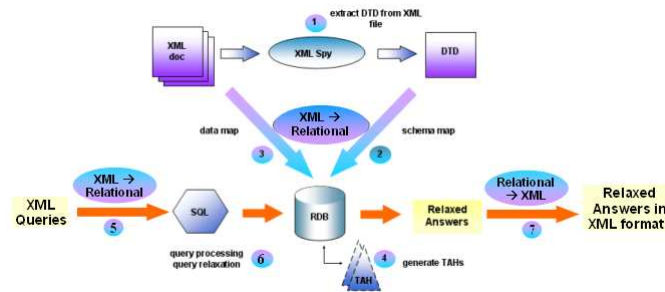 1
extract DTD from XML
file
XML
doc
XML Spy
DTD
XML →
Relational
data map
schema map
3
2
XML →
Relational
Relational
→ XML
XML
Queries
5
SQL
RDB
Relaxed
Answers
7
Relaxed
Answers in
XML format
query processing
query relaxation
6
4
generate TAHs
TAH